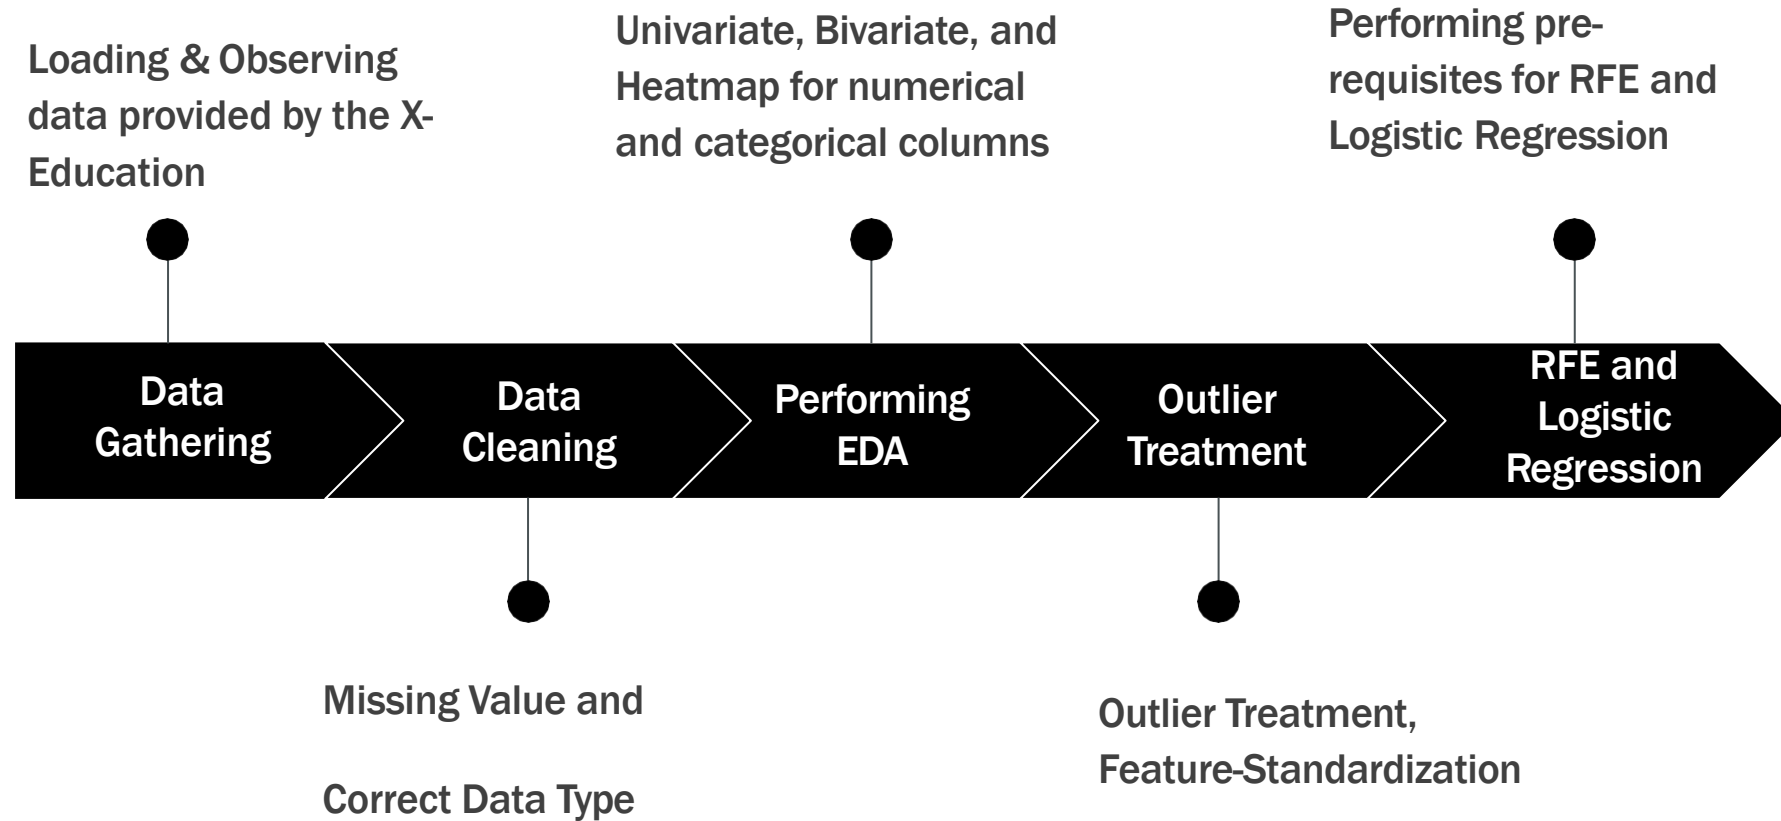 Loading & Observing
data provided by the X-
Education
Univariate, Bivariate, and
Heatmap for numerical
and categorical columns
Performing pre-
requisites for RFE and
Logistic Regression
Data
Gathering
Data
Cleaning
Performing
EDA
Outlier
Treatment
RFE and
Logistic
Regression
Missing Value and
Correct Data Type
Outlier Treatment,
Feature-Standardization